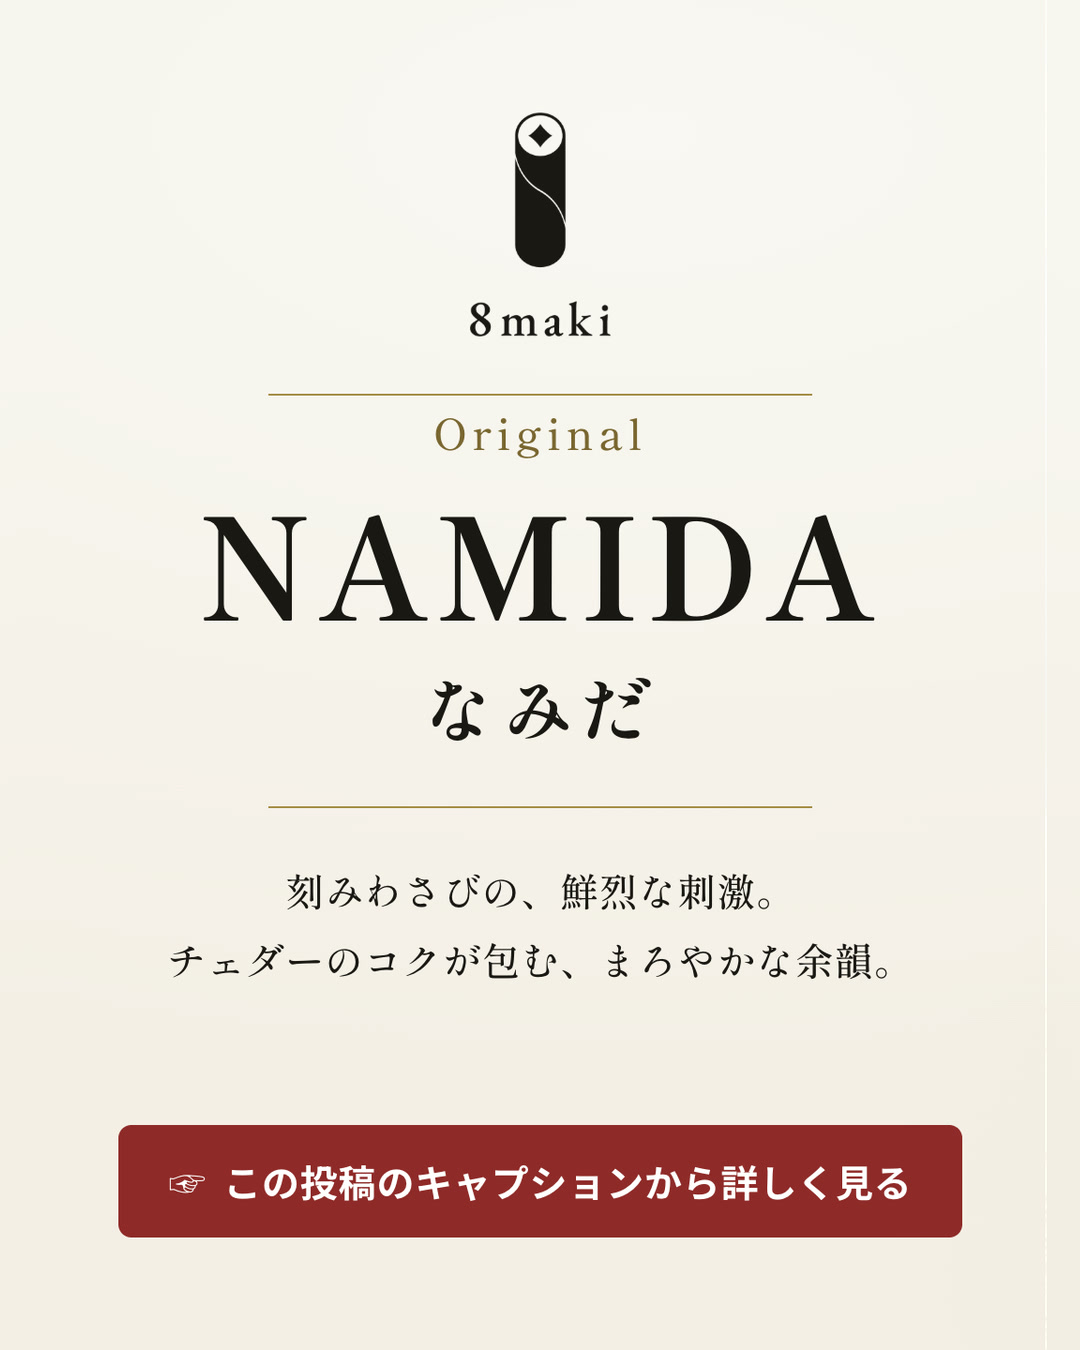 8maki
Original
NAMIDA
なみだ
刻みわさびの、鮮烈な刺激。
チェダーのコクが包む、まろやかな余韻。
☞ この投稿のキャプションから詳しく見る